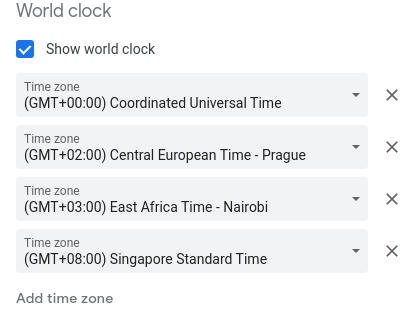 World clock
Show world clock
Time zone
(GMT+00:00) Coordinated Universal Time
Time zone
(GMT+02:00) Central European Time - Prague
Time zone
(GMT+03:00) East Africa Time - Nairobi
Time zone
(GMT+08:00) Singapore Standard Time
Add time zone